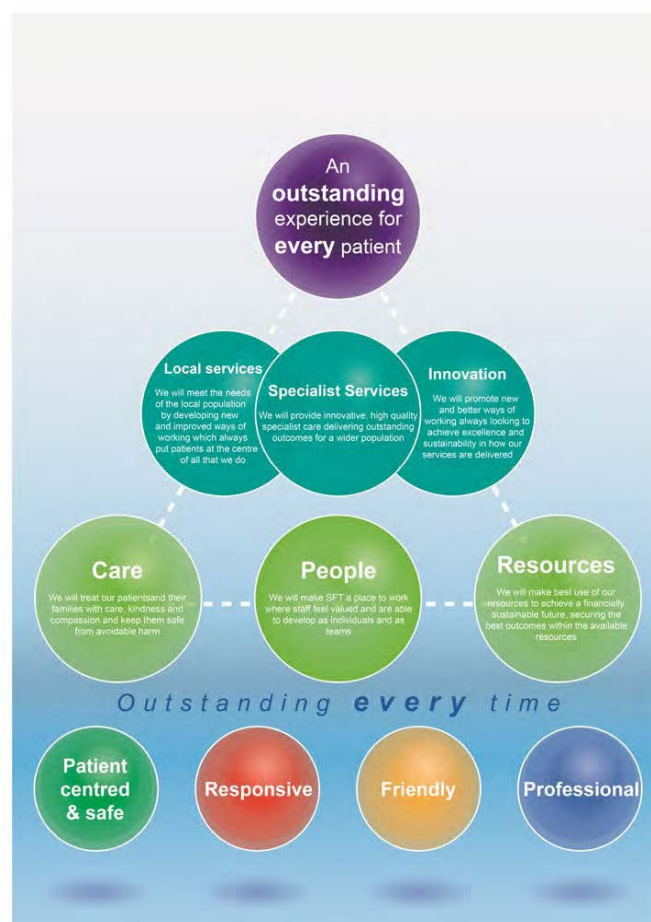 An
outstanding
experience for
every patient
Local services
We will meet the needs
of the local population
by developing new
and improved ways of
working which always
put patients at the centre
of all that we do
Specialist Services
We will provide innovative, high quality
specialist care delivering outstanding
outcomes for a wider population
Innovation
We will promote new
and better ways of
working always looking to
achieve excellence and
sustainability in how our
services are delivered
Care
We will treat our patientsand their
families with care, kindness and
compassion and keep them safe
from avoidable harm
People
We will make SFT a place to work
where staff feel valued and are able
to develop as individuals and as
teams
Resources
We will make best use of our
resources to achieve a financially
sustainable future, securing the
best outcomes within the available
resources
Outstanding every time
Patient
centred
& safe
Responsive
Friendly
Professional